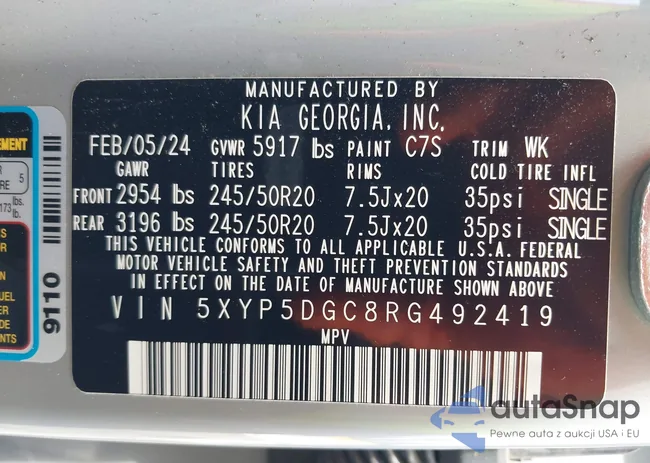 MANUFACTURED BY
KIA GEORGIA, INC.
FEB/05/24 GVWR 5917 lbs PAINT C7S TRIM WK
GAWR TIRES RIMS COLD TIRE INFL
FRONT 2954 lbs 245/50R20 7.5Jx20 35psi SINGLE
REAR 3196 lbs 245/50R20 7.5Jx20 35psi SINGLE
THIS VEHICLE CONFORMS TO ALL APPLICABLE U.S.A. FEDERAL
MOTOR VEHICLE SAFETY AND THEFT PREVENTION STANDARDS
IN EFFECT ON THE DATE OF MANUFACTURE SHOWN ABOVE
VIN 5XYP5DGC8RG492419
MPV
9110
5
173
lb.
autoSnap
Pewne auta z aukcji USA i EU